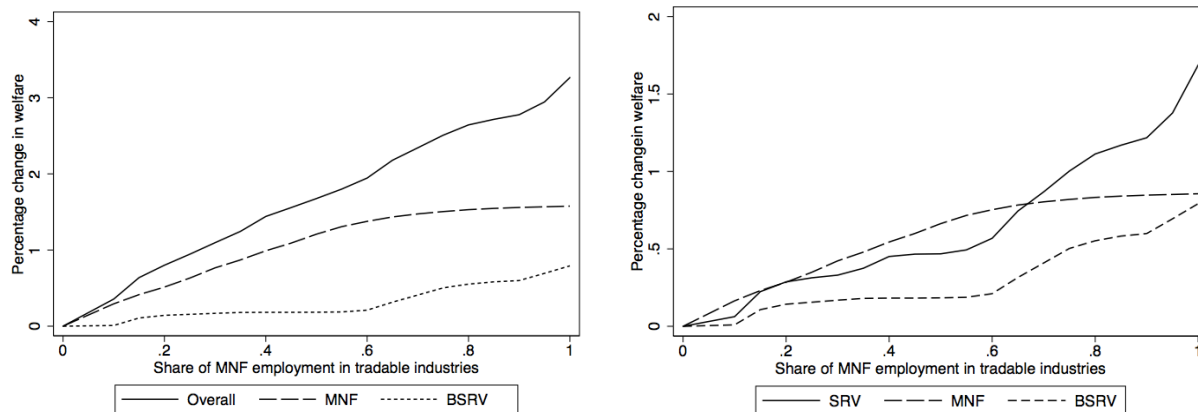 4
3
2
1
0
Percentage change in welfare
0 .2 .4 .6 .8 1
Share of MNF employment in tradable industries
Overall MNF BSRV
2
1.5
1
.5
0
Percentage changein welfare
0 .2 .4 .6 .8 1
Share of MNF employment in tradable industries
SRV MNF BSRV